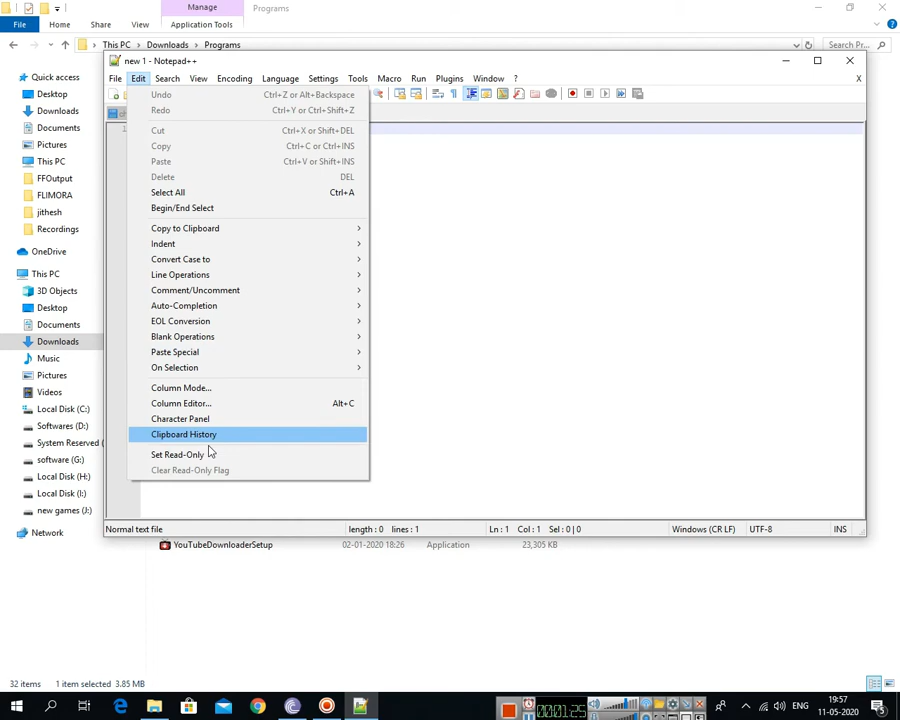 Manage
Programs
File Home Share View Application Tools
This PC Downloads Programs
Search Pr...
new 1 - Notepad++
File Edit Search View Encoding Language Settings Tools Macro Run Plugins Window ?
X
Quick access
Desktop
Downloads
Documents
Pictures
This PC
FFOutput
FLIMORA
jithesh
Recordings
OneDrive
This PC
3D Objects
Desktop
Documents
Downloads
Music
Pictures
Videos
Local Disk (C:)
Softwares (D:)
System Reserved
software (G:)
Local Disk (H:)
Local Disk (I:)
new games (J:)
Network
Undo Ctrl+Z or Alt+Backspace
Redo Ctrl+Y or Ctrl+Shift+Z
Cut Ctrl+X or Shift+DEL
Copy Ctrl+C or Ctrl+INS
Paste Ctrl+V or Shift+INS
Delete DEL
Select All Ctrl+A
Begin/End Select
Copy to Clipboard
Indent
Convert Case to
Line Operations
Comment/Uncomment
Auto-Completion
EOL Conversion
Blank Operations
Paste Special
On Selection
Column Mode...
Column Editor... Alt+C
Character Panel
Clipboard History
Set Read-Only
Clear Read-Only Flag
1
Normal text file length : 0 lines : 1 Ln : 1 Col : 1 Sel : 0 | 0 Windows (CR LF) UTF-8 INS
YouTubeDownloaderSetup 02-01-2020 18:26 Application 23,305 KB
32 items 1 item selected 3.85 MB
0:00:01:25
ENG
19:57
11-05-2020
5